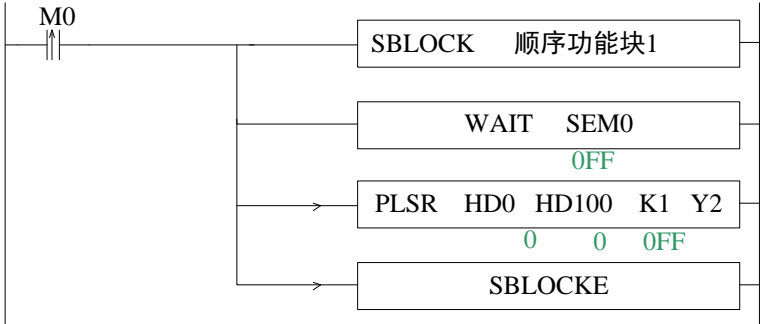 M0
SBLOCK 顺序功能块1
WAIT SEM0
0FF
PLSR HD0 HD100 K1 Y2
0 0 0FF
SBLOCKE